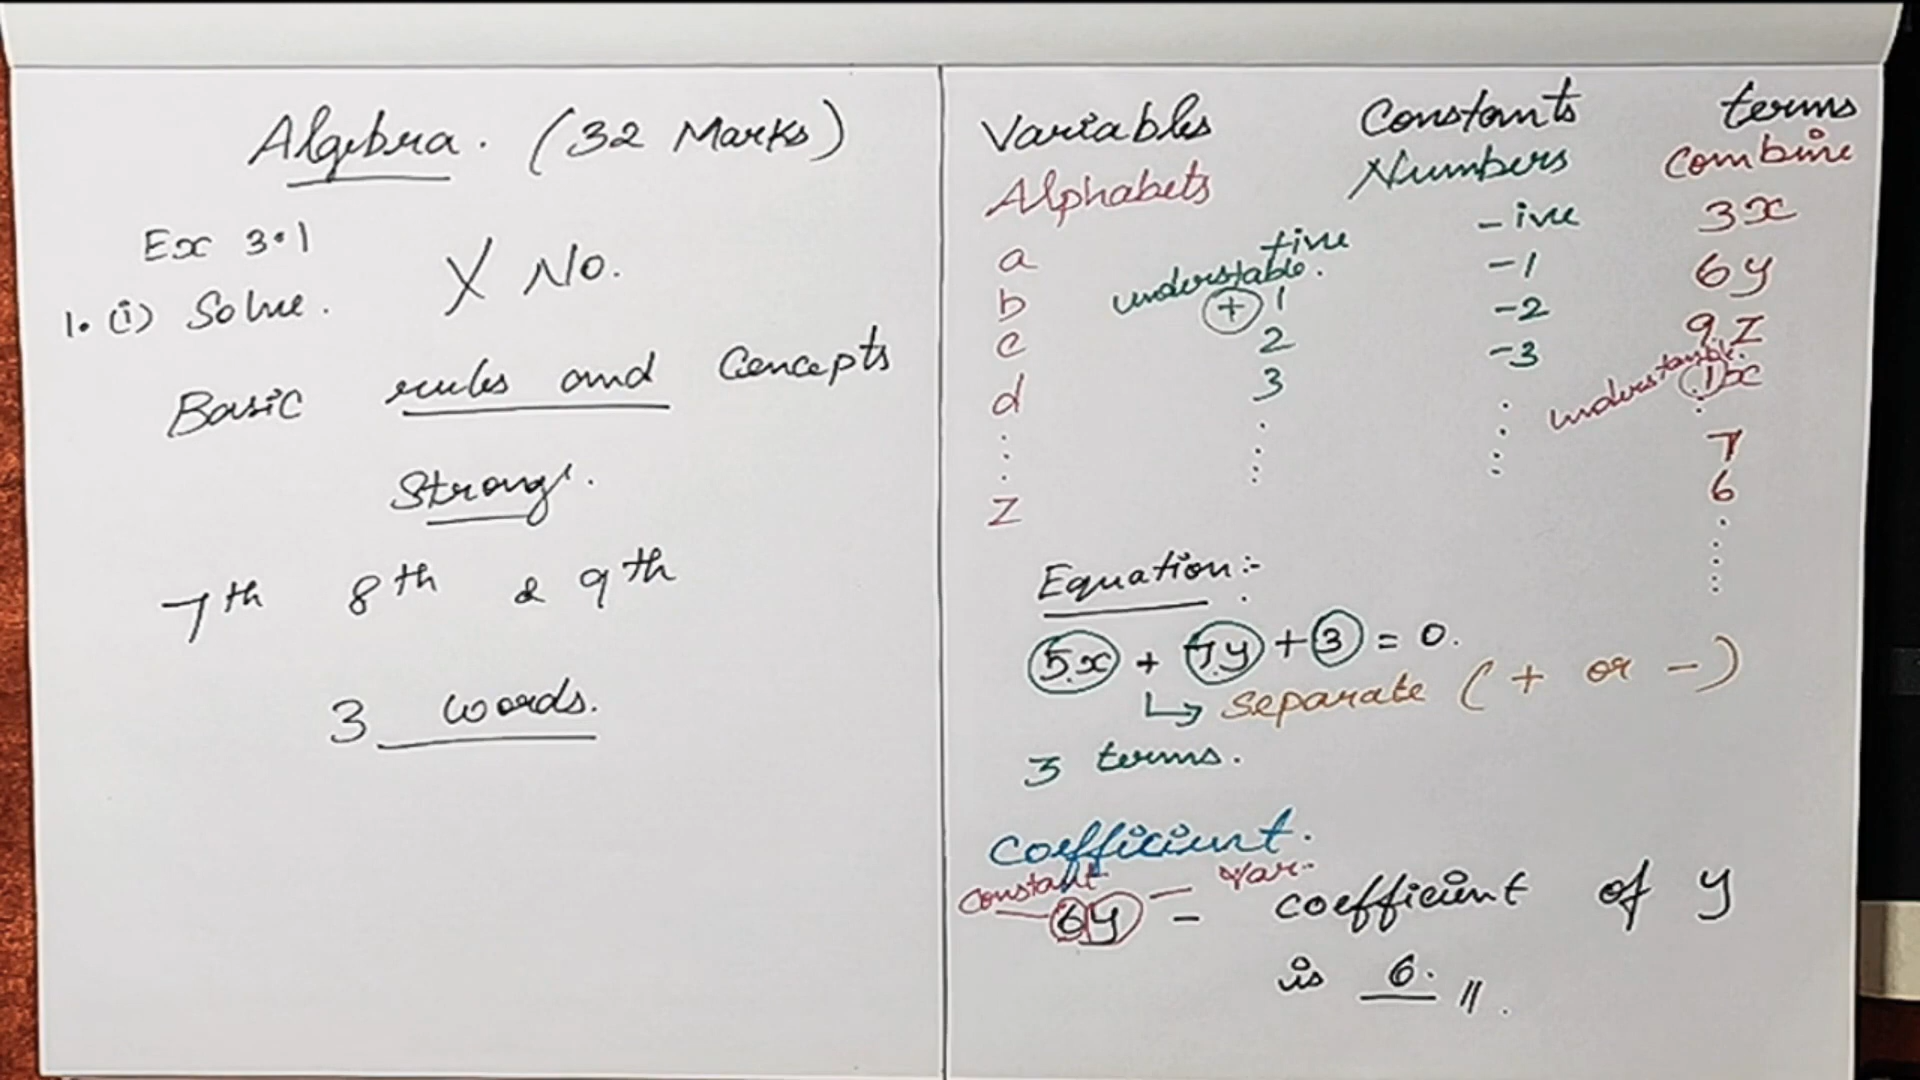 Algebra. (32 Marks)
Ex 3.1
X No.
1. (i) Solve.
Basic rules and Concepts
Strong.
7th 8th & 9th
3 words.
Variables Constants terms
Alphabets Numbers Combine
a +ive -ive 3x
understable.
b + 1 -1 6y
c 2 -2 9z
understable.
d 3 -3 1x
7
z 6
Equation:-
5x + 7y + 3 = 0.
↳ separate (+ or -)
3 terms.
Coefficient.
Constant Var..
6y - coefficient of y
is 6. //.